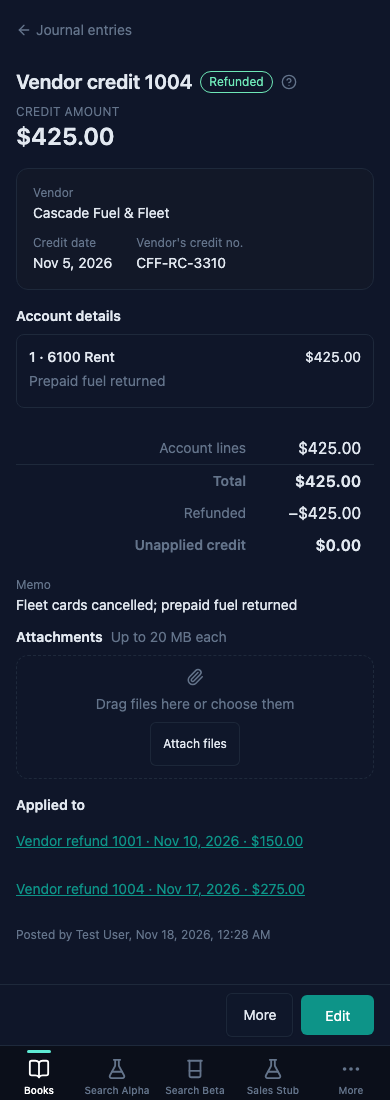 Journal entries
Vendor credit 1004 Refunded
CREDIT AMOUNT
$425.00
Vendor
Cascade Fuel & Fleet
Credit date Vendor's credit no.
Nov 5, 2026 CFF-RC-3310
Account details
1 · 6100 Rent $425.00
Prepaid fuel returned
Account lines $425.00
Total $425.00
Refunded –$425.00
Unapplied credit $0.00
Memo
Fleet cards cancelled; prepaid fuel returned
Attachments Up to 20 MB each
Drag files here or choose them
Attach files
Applied to
Vendor refund 1001 · Nov 10, 2026 · $150.00
Vendor refund 1004 · Nov 17, 2026 · $275.00
Posted by Test User, Nov 18, 2026, 12:28 AM
More Edit
Books Search Alpha Search Beta Sales Stub More